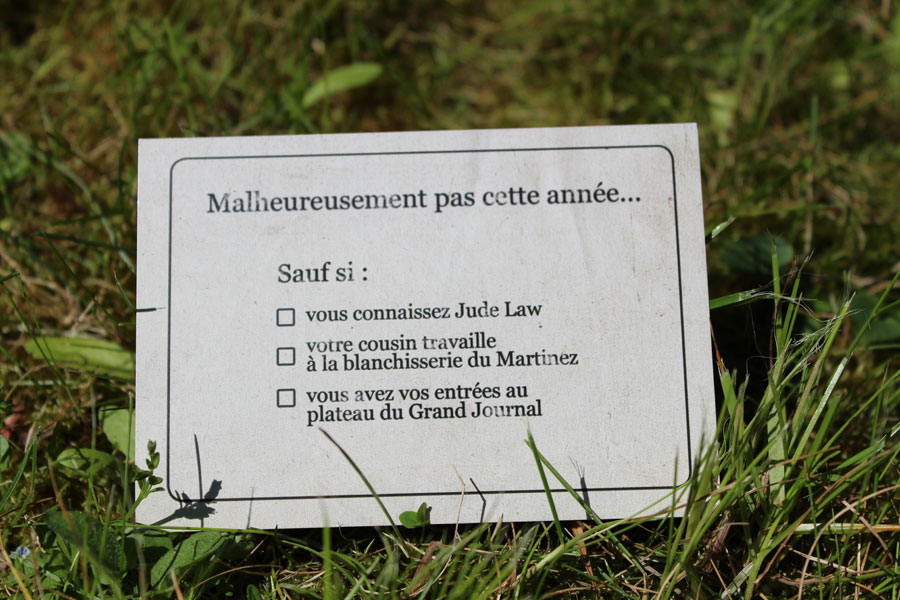 Malheureusement pas cette année...
Sauf si :
vous connaissez Jude Law
votre cousin travaille
à la blanchisserie du Martinez
vous avez vos entrées au
plateau du Grand Journal